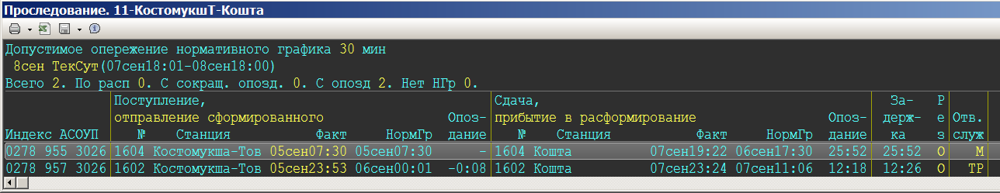 Проследование. 11-КостомукшТ-Кошта
Допустимое опережение нормативного графика 30 мин
8сен ТекСут(07сен18:01-08сен18:00)
Всего 2. По расп 0. С сокращ. опозд. 0. С опозд 2. Нет НГр 0.
Поступление, Сдача, За- Р
отправление сформированного Опоз- прибытие в расформирование Опоз- держ- е Отв.
Индекс АСОУП № Станция Факт НормГр дание № Станция Факт НормГр дание ка з служ
0278 955 3026 1604 Костомукша-Тов 05сен07:30 05сен07:30 - 1604 Кошта 07сен19:22 06сен17:30 25:52 25:52 О М
0278 957 3026 1602 Костомукша-Тов 05сен23:53 06сен00:01 -0:08 1602 Кошта 07сен23:24 07сен11:06 12:18 12:26 О ТР